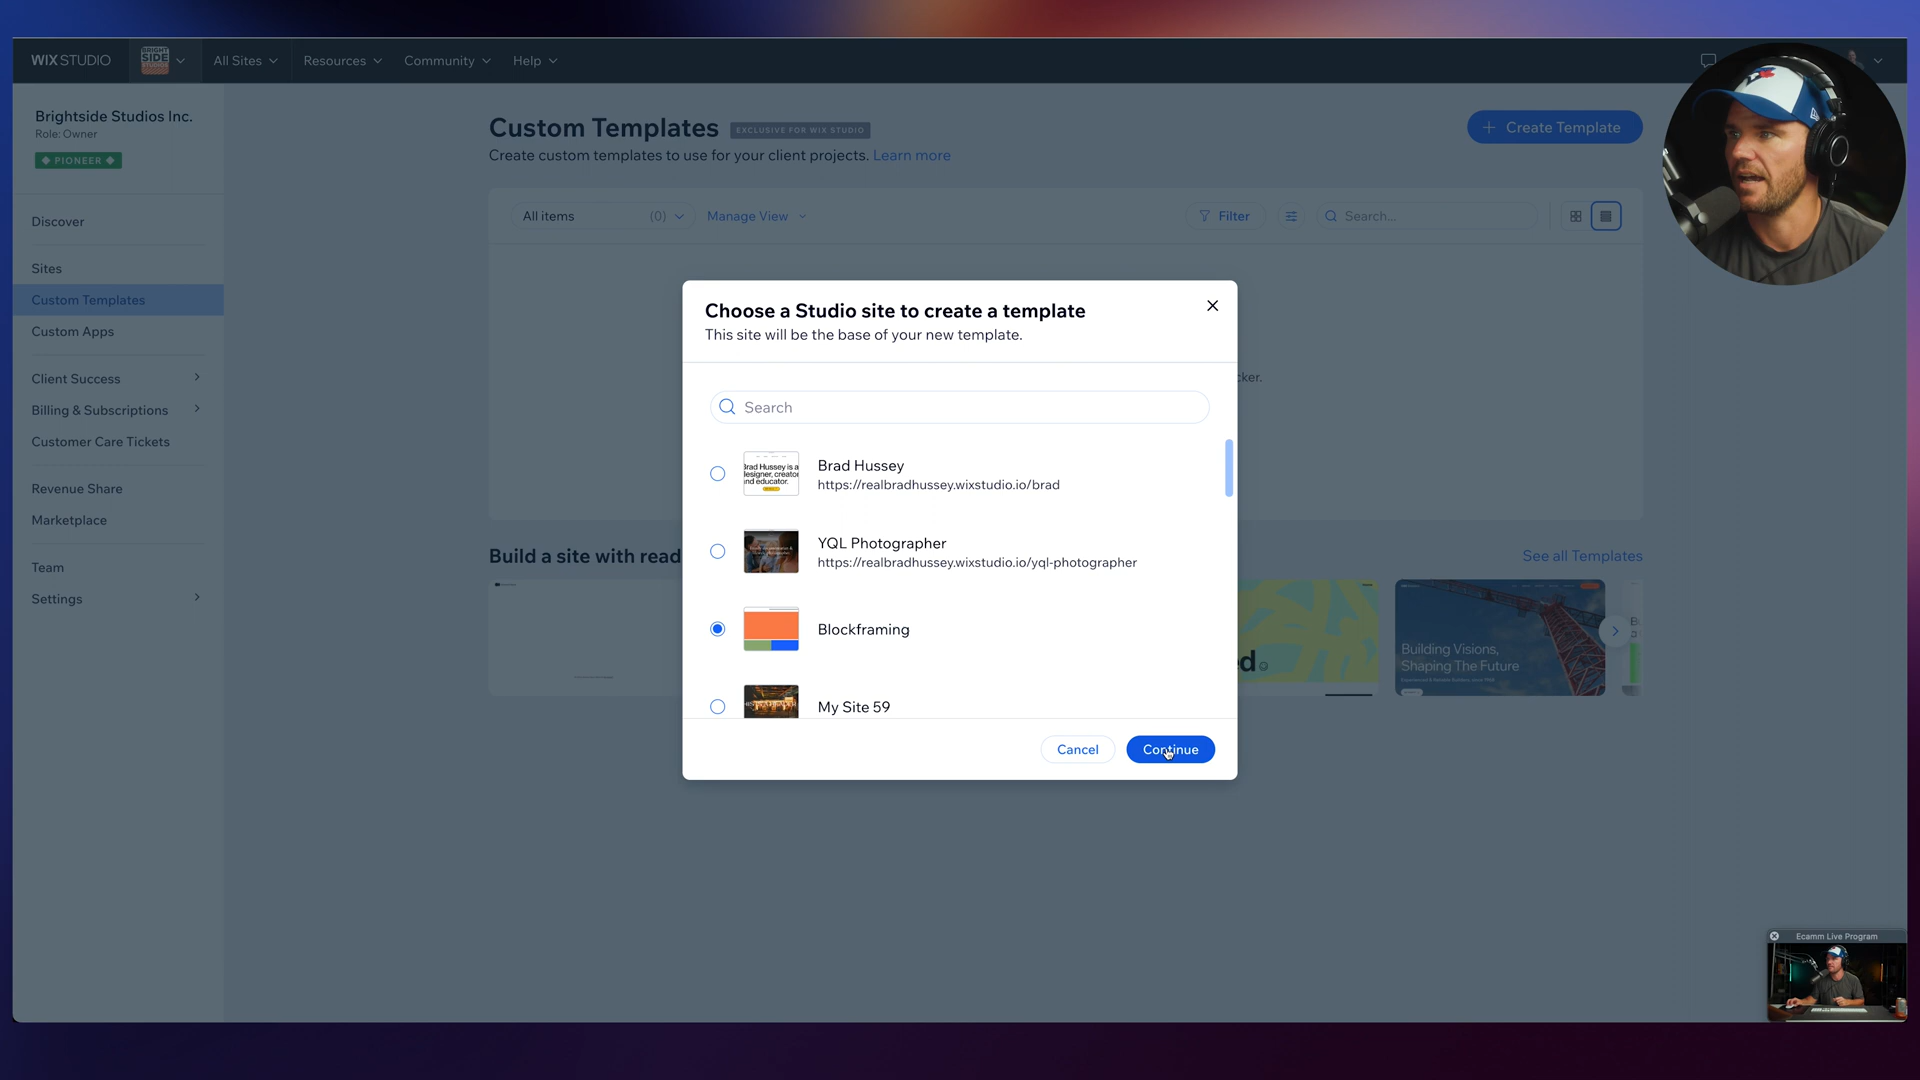 WIX STUDIO
BRIGHT
SIDE
STUDIOS
All Sites
Resources
Community
Help
Brightside Studios Inc.
Role: Owner
PIONEER
Discover
Sites
Custom Templates
Custom Apps
Client Success
Billing & Subscriptions
Customer Care Tickets
Revenue Share
Marketplace
Team
Settings
Custom Templates
EXCLUSIVE FOR WIX STUDIO
Create custom templates to use for your client projects. Learn more
+ Create Template
All items (0)
Manage View
Filter
Search...
cker.
Choose a Studio site to create a template
This site will be the base of your new template.
Search
Brad Hussey is a
designer, creator
and educator.
Brad Hussey
https://realbradhussey.wixstudio.io/brad
YQL Photographer
https://realbradhussey.wixstudio.io/yql-photographer
Blockframing
My Site 59
Cancel
Continue
Build a site with read
See all Templates
ed
Building Visions,
Shaping The Future
Ecamm Live Program